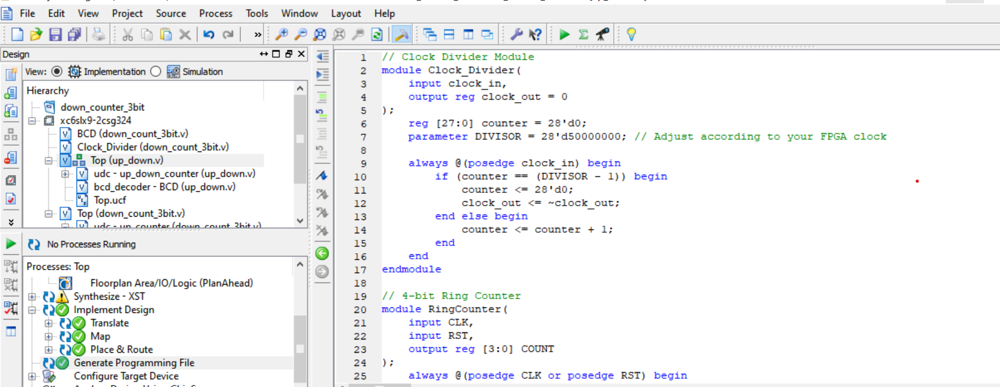 File Edit View Project Source Process Tools Window Layout Help
Design
View: Implementation Simulation
Hierarchy
down_counter_3bit
xc6slx9-2csg324
BCD (down_count_3bit.v)
Clock_Divider (down_count_3bit.v)
Top (up_down.v)
udc - up_down_counter (up_down.v)
bcd_decoder - BCD (up_down.v)
Top.ucf
Top (down_count_3bit.v)
udc - up_counter (down_count_3bit.v)
No Processes Running
Processes: Top
Floorplan Area/IO/Logic (PlanAhead)
Synthesize - XST
Implement Design
Translate
Map
Place & Route
Generate Programming File
Configure Target Device
1 // Clock Divider Module
2 module Clock_Divider(
3 input clock_in,
4 output reg clock_out = 0
5 );
6 reg [27:0] counter = 28'd0;
7 parameter DIVISOR = 28'd50000000; // Adjust according to your FPGA clock
8
9 always @(posedge clock_in) begin
10 if (counter == (DIVISOR - 1)) begin
11 counter <= 28'd0;
12 clock_out <= ~clock_out;
13 end else begin
14 counter <= counter + 1;
15 end
16 end
17 endmodule
18
19 // 4-bit Ring Counter
20 module RingCounter(
21 input CLK,
22 input RST,
23 output reg [3:0] COUNT
24 );
25 always @(posedge CLK or posedge RST) begin